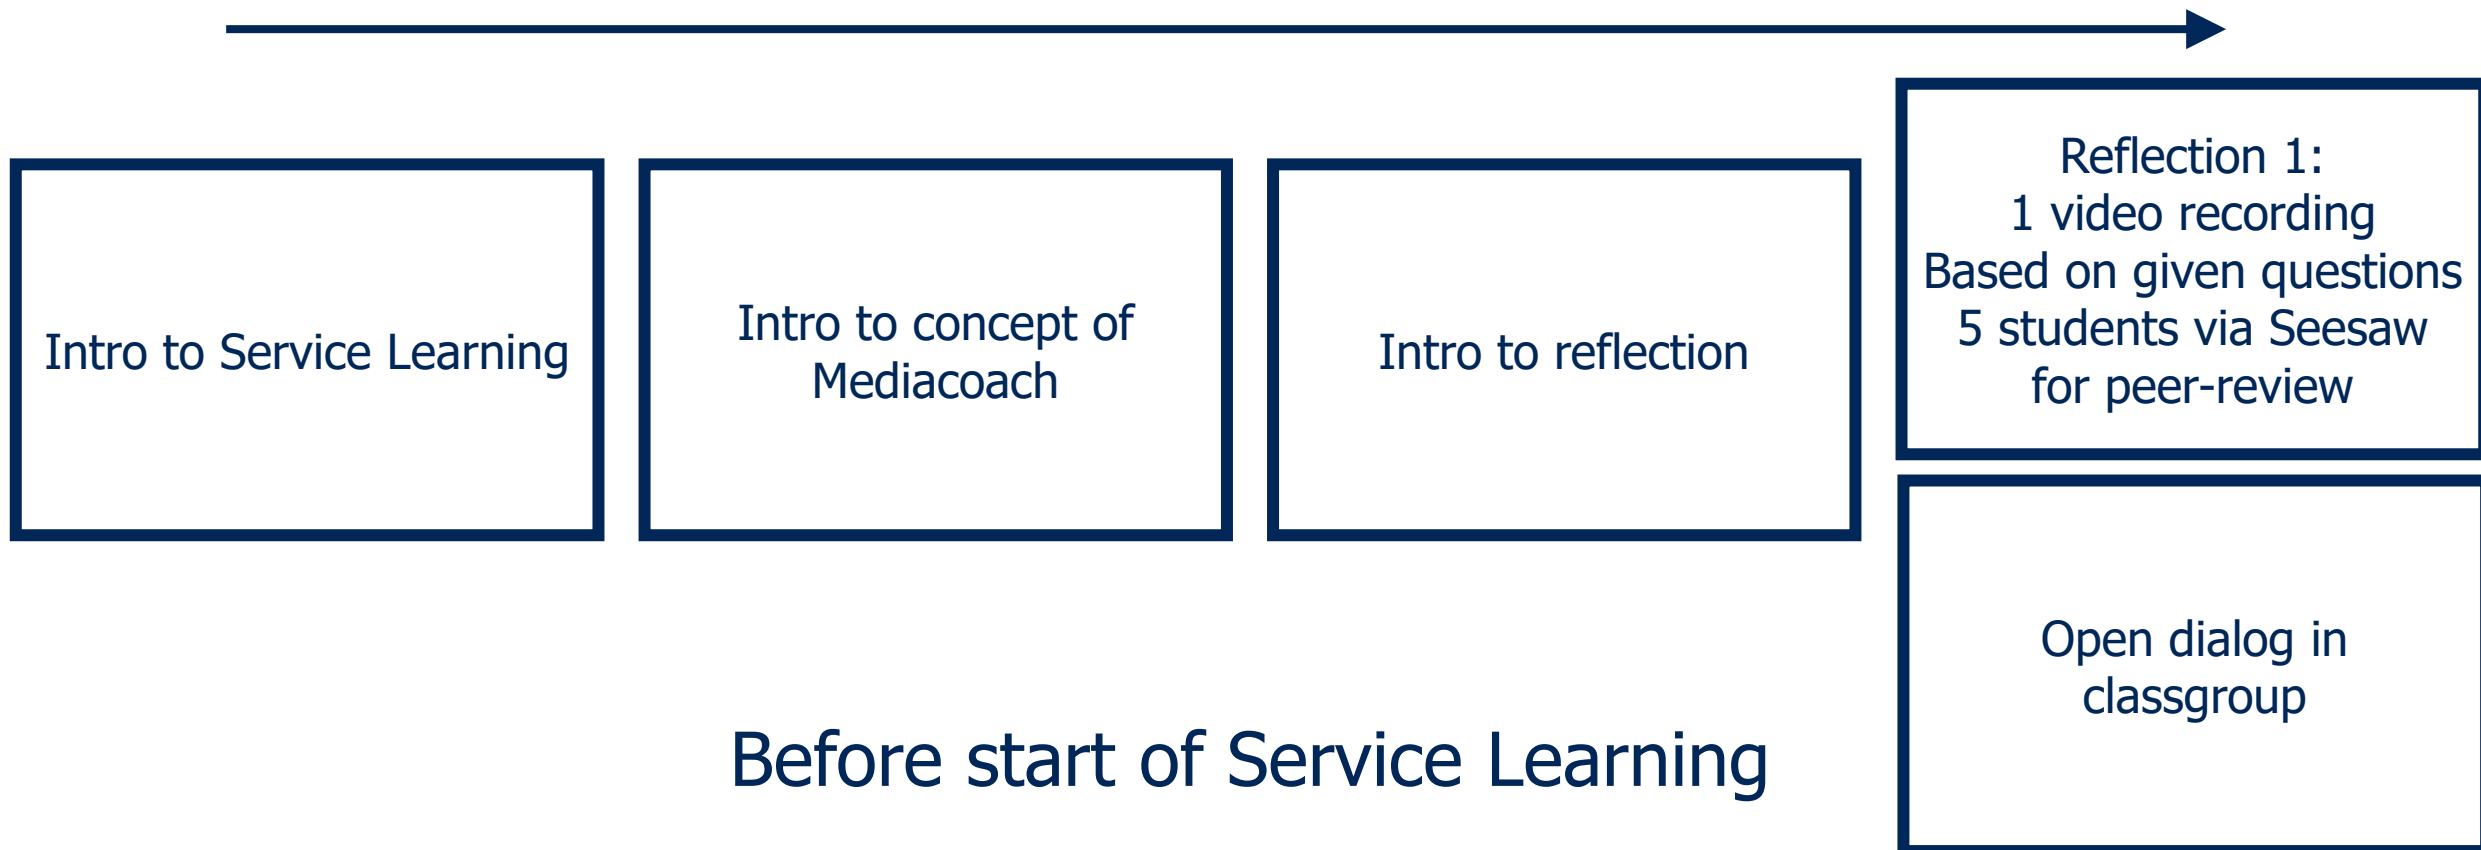 Intro to Service Learning
Intro to concept of
Mediacoach
Intro to reflection
Reflection 1:
1 video recording
Based on given questions
5 students via Seesaw
for peer-review
Open dialog in
classgroup
Before start of Service Learning